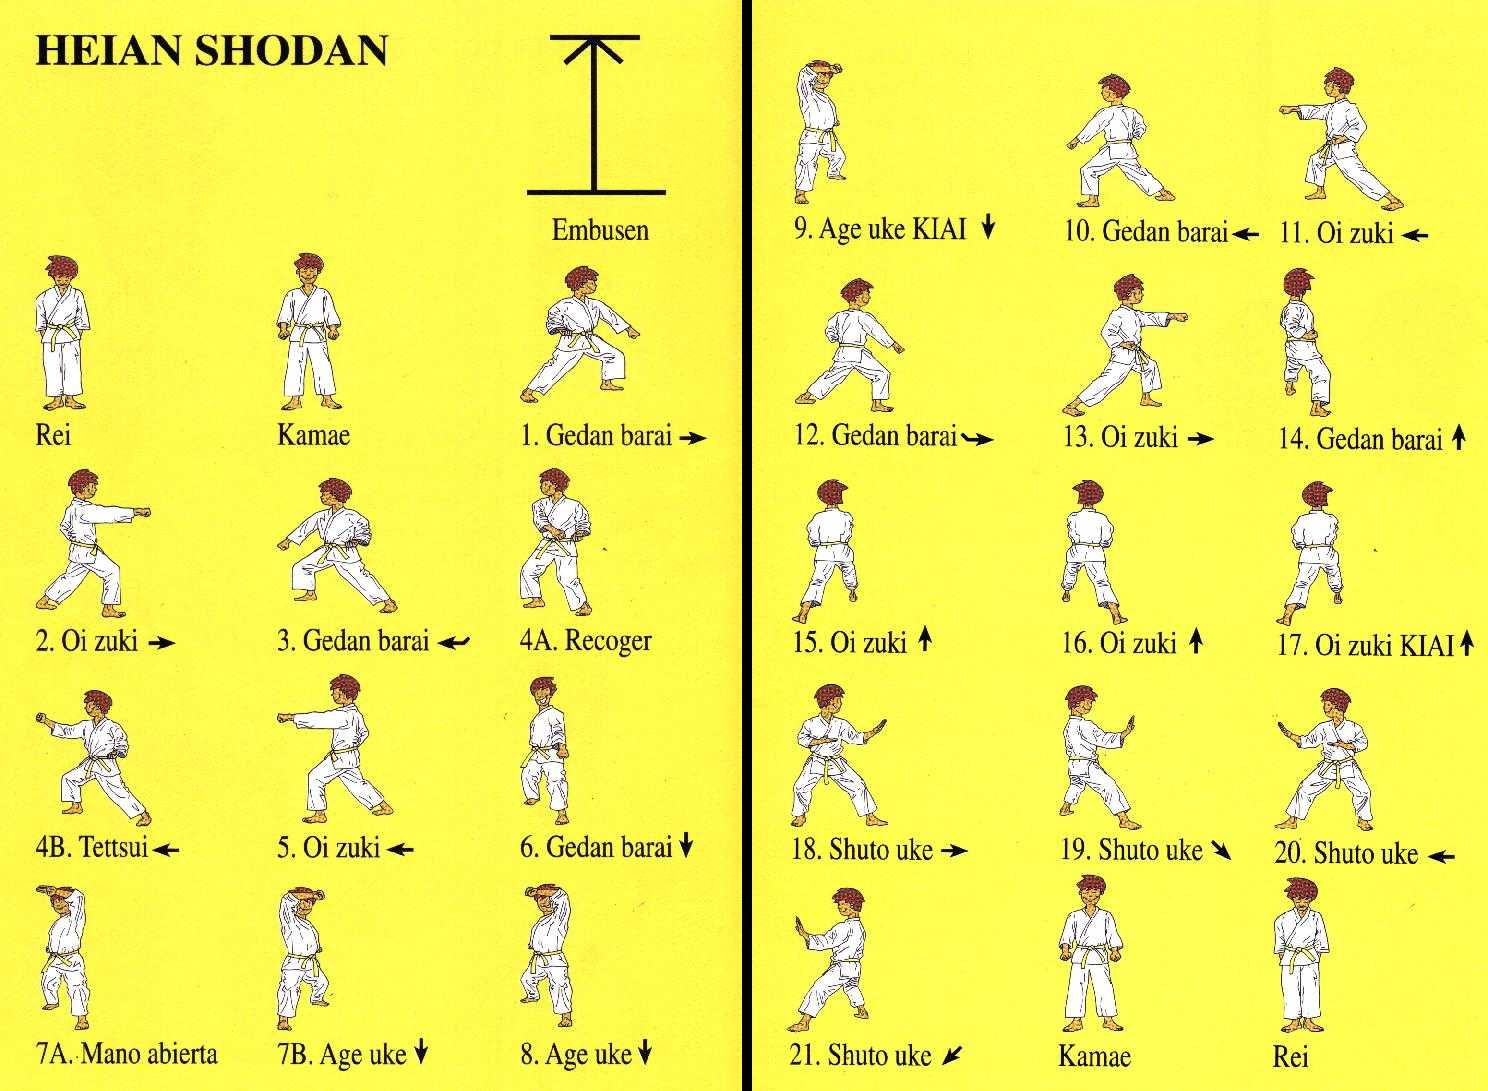 HEIAN SHODAN
Embusen
Rei
Kamae
1. Gedan barai
2. Oi zuki
3. Gedan barai
4A. Recoger
4B. Tettsui
5. Oi zuki
6. Gedan barai
7A. Mano abierta
7B. Age uke
8. Age uke
9. Age uke KIAI
10. Gedan barai
11. Oi zuki
12. Gedan barai
13. Oi zuki
14. Gedan barai
15. Oi zuki
16. Oi zuki
17. Oi zuki KIAI
18. Shuto uke
19. Shuto uke
20. Shuto uke
21. Shuto uke
Kamae
Rei